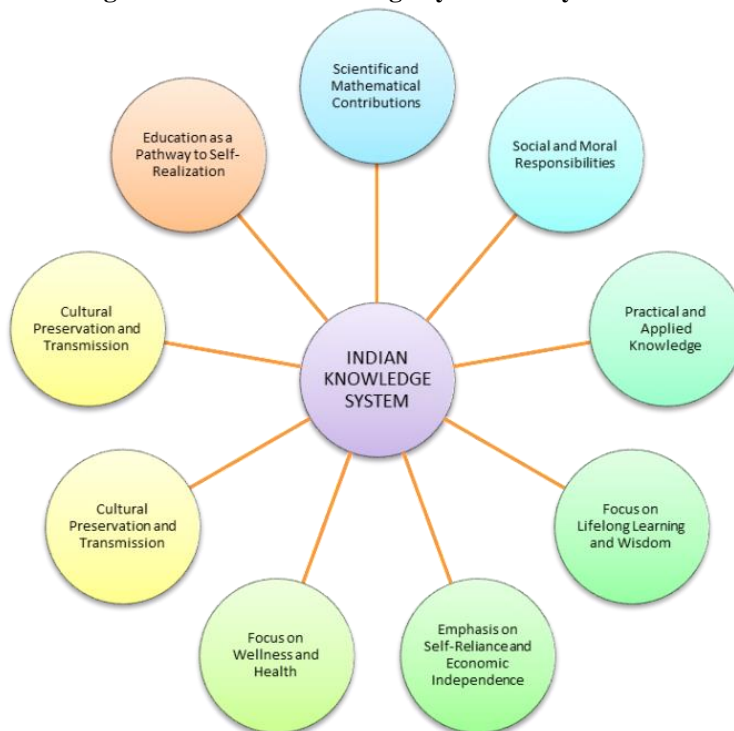 Scientific and
Mathematical
Contributions
Social and Moral
Responsibilities
Practical and
Applied
Knowledge
Focus on
Lifelong Learning
and Wisdom
Emphasis on
Self-Reliance and
Economic
Independence
Focus on
Wellness and
Health
Cultural
Preservation and
Transmission
Cultural
Preservation and
Transmission
Education as a
Pathway to Self-
Realization
INDIAN
KNOWLEDGE
SYSTEM